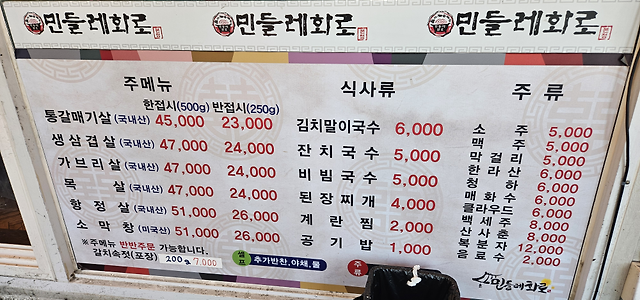 민들레화로 민들레화로 민들레화로
주메뉴
한접시(500g) 반접시(250g)
통갈매기살(국내산) 45,000 23,000
생삼겹살(국내산) 47,000 24,000
가브리살(국내산) 47,000 24,000
목 살(국내산) 47,000 24,000
항정살(국내산) 51,000 26,000
소막창(미국산) 51,000 26,000
※주메뉴 반반주문 가능합니다.
갈치속젓(포장) 200g 7,000
식사류
김치말이국수 6,000
잔치국수 5,000
비빔국수 5,000
된장찌개 4,000
계란찜 2,000
공기밥 1,000
셀프 추가반찬,야채,물
주류
소주 5,000
맥주 5,000
막걸리 5,000
한라산 6,000
청하 6,000
매화수 6,000
클라우드 6,000
백세주 8,000
산사춘 8,000
복분자 12,000
음료수 2,000
주류
민들레화로